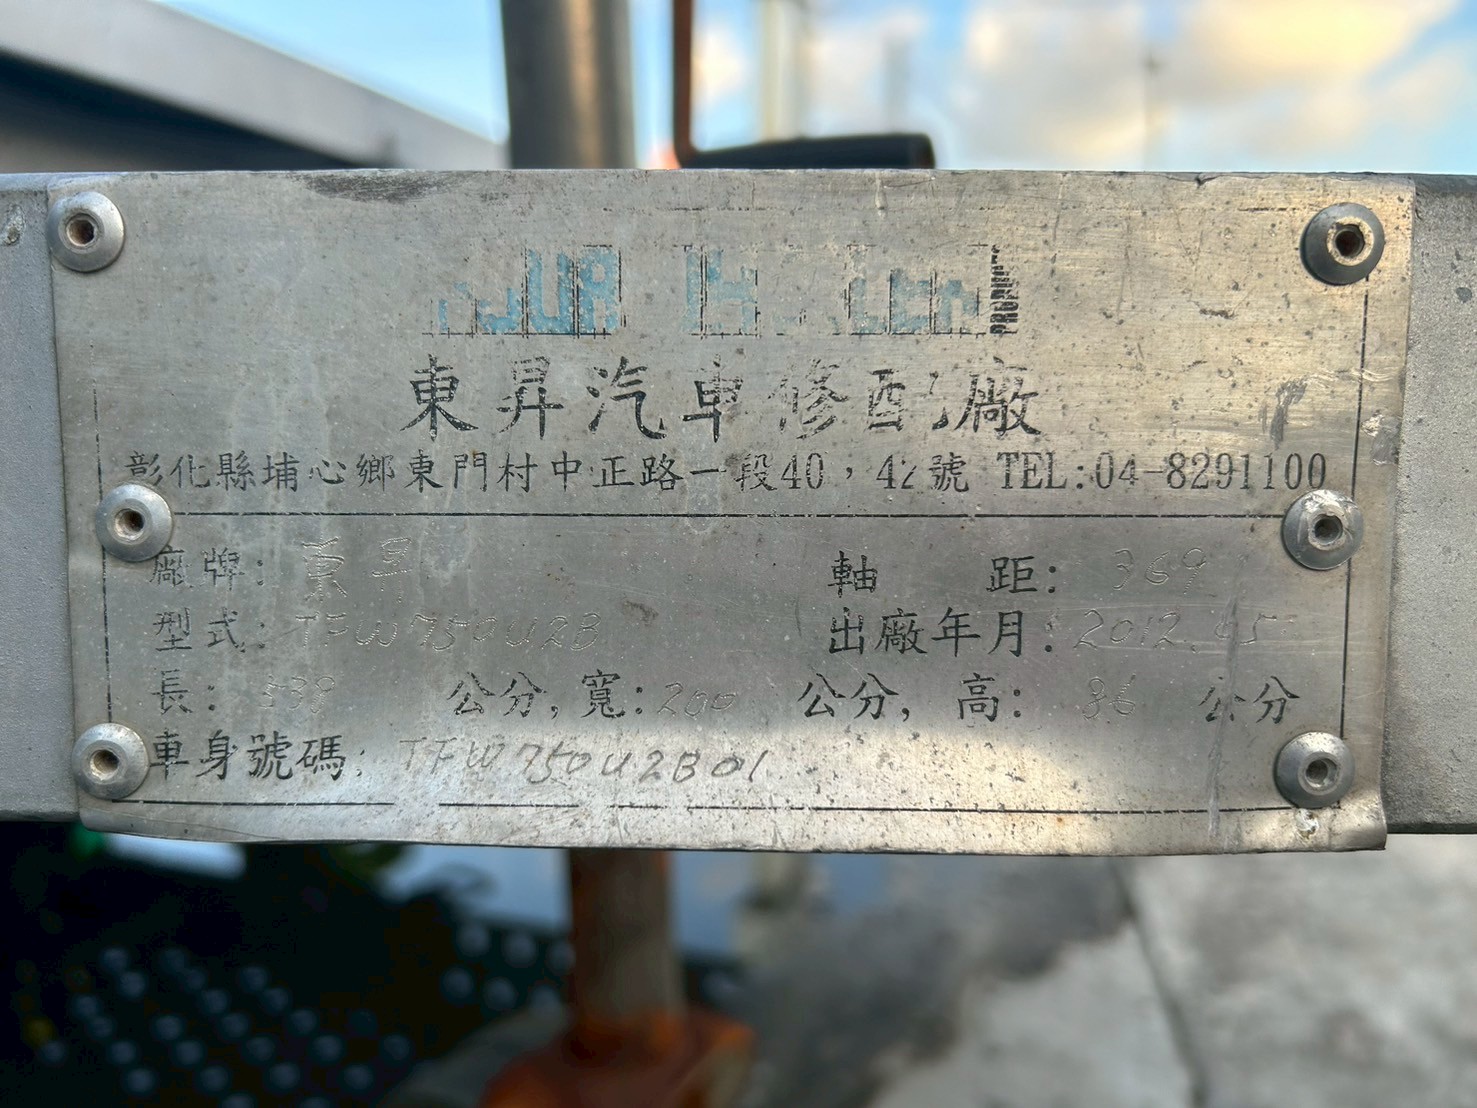 東昇汽車修配廠
彰化縣埔心鄉東門村中正路一段40，42號 TEL:04-8291100
廠牌: 東昇 軸距: 369
型式: TFW750U2B 出廠年月: 2012.05
長: 539 公分, 寬: 200 公分, 高: 86 公分
車身號碼: TFW750U2B01